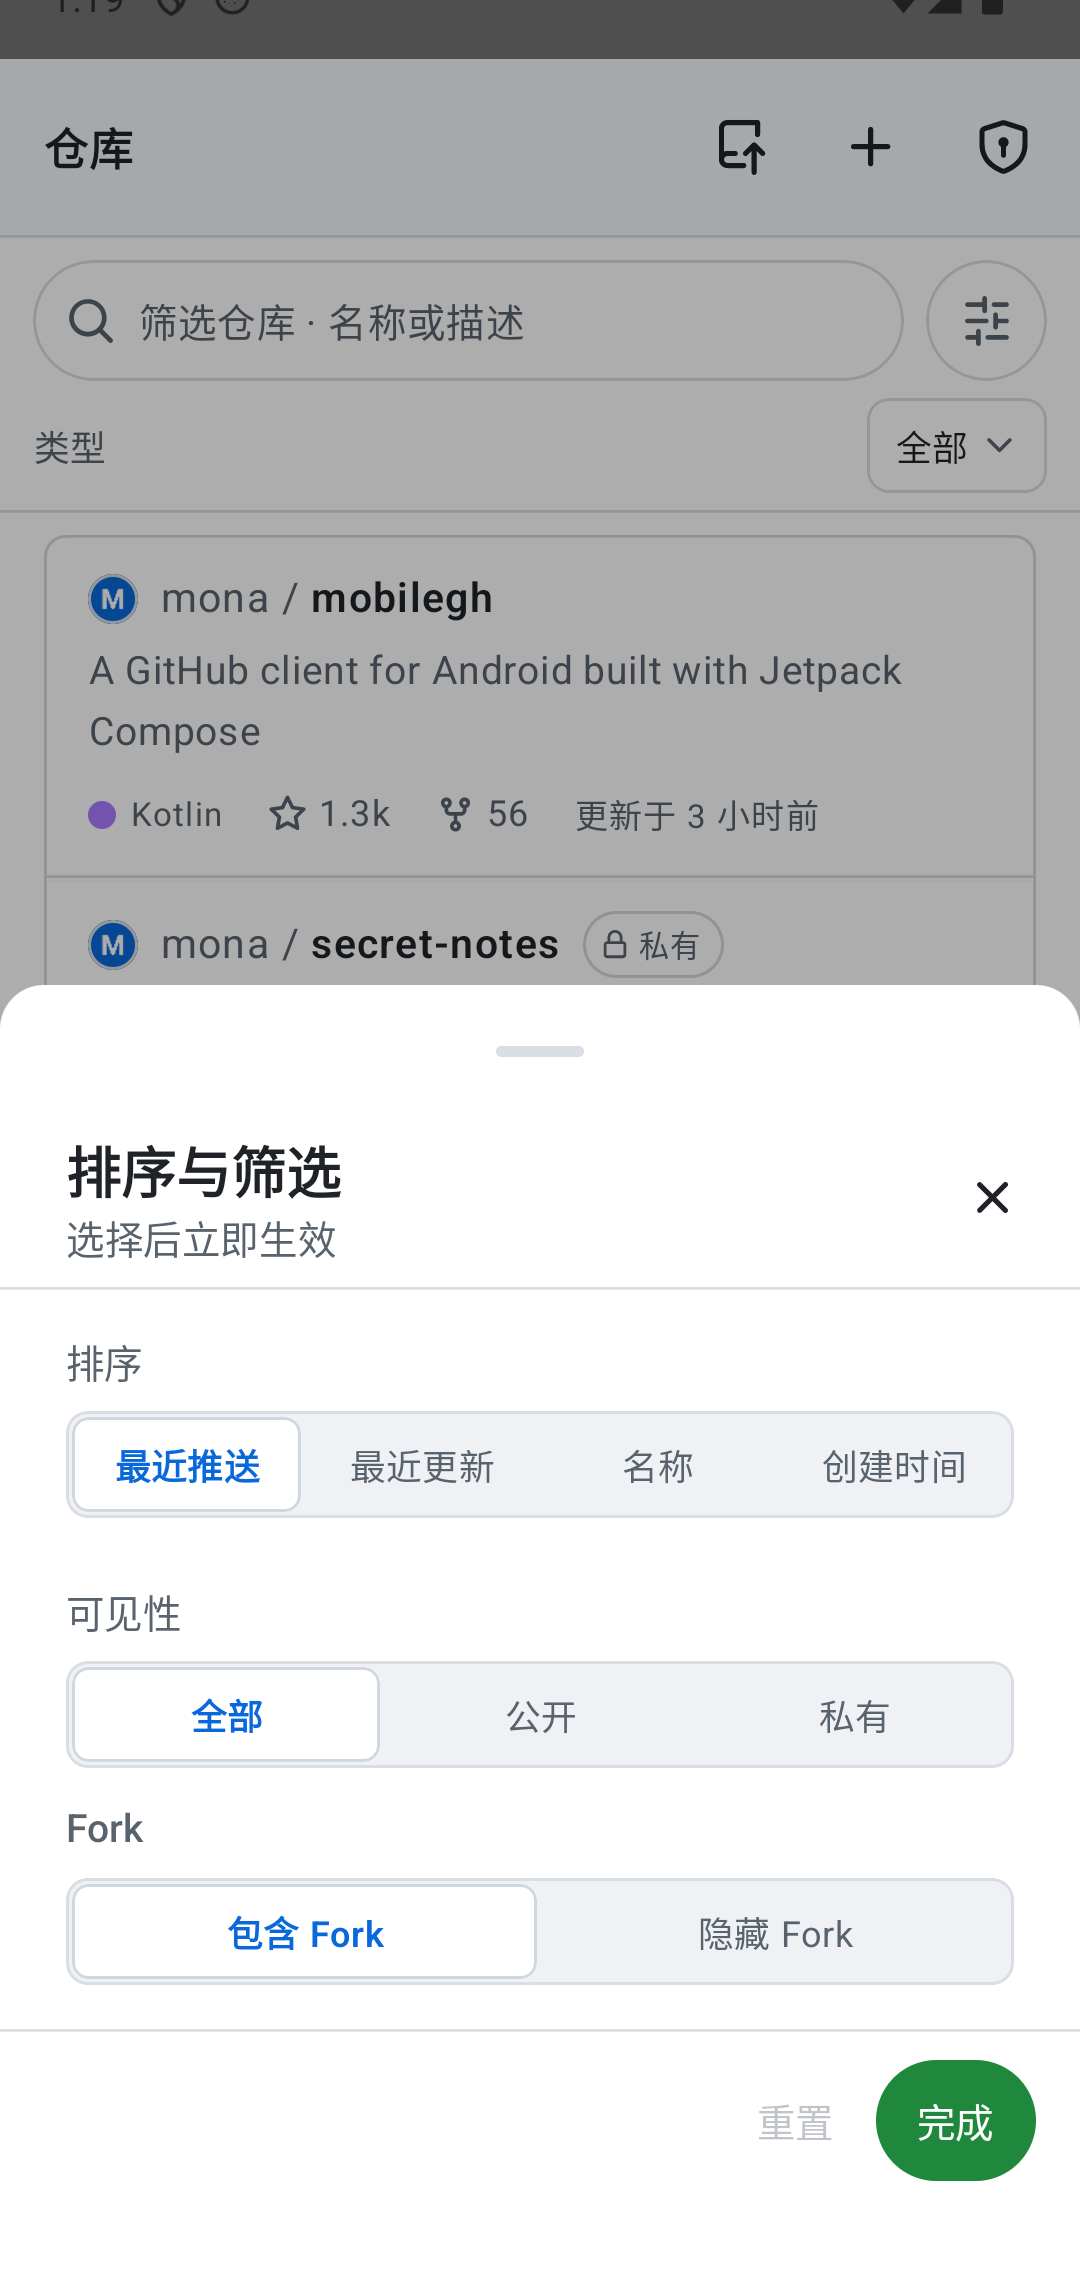 仓库
筛选仓库 · 名称或描述
类型
全部
M mona / mobilegh
A GitHub client for Android built with Jetpack
Compose
Kotlin 1.3k 56 更新于 3 小时前
M mona / secret-notes 私有
排序与筛选
选择后立即生效
排序
最近推送 最近更新 名称 创建时间
可见性
全部 公开 私有
Fork
包含 Fork 隐藏 Fork
重置 完成